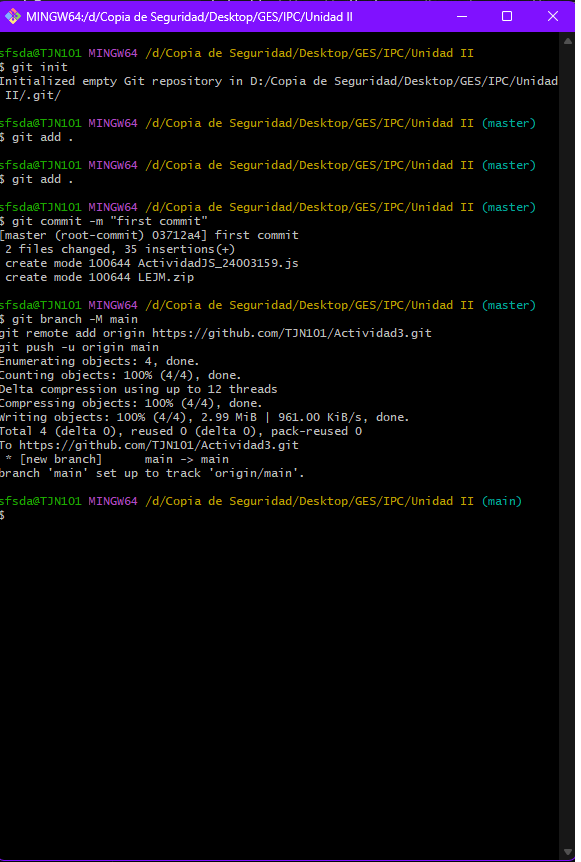 MINGW64:/d/Copia de Seguridad/Desktop/GES/IPC/Unidad II
sfsda@TJN101 MINGW64 /d/Copia de Seguridad/Desktop/GES/IPC/Unidad II
$ git init
Initialized empty Git repository in D:/Copia de Seguridad/Desktop/GES/IPC/Unidad
 II/.git/
sfsda@TJN101 MINGW64 /d/Copia de Seguridad/Desktop/GES/IPC/Unidad II (master)
$ git add .
sfsda@TJN101 MINGW64 /d/Copia de Seguridad/Desktop/GES/IPC/Unidad II (master)
$ git add .
sfsda@TJN101 MINGW64 /d/Copia de Seguridad/Desktop/GES/IPC/Unidad II (master)
$ git commit -m "first commit"
[master (root-commit) 03712a4] first commit
 2 files changed, 35 insertions(+)
 create mode 100644 ActividadJS_24003159.js
 create mode 100644 LEJM.zip
sfsda@TJN101 MINGW64 /d/Copia de Seguridad/Desktop/GES/IPC/Unidad II (master)
$ git branch -M main
git remote add origin https://github.com/TJN101/Actividad3.git
git push -u origin main
Enumerating objects: 4, done.
Counting objects: 100% (4/4), done.
Delta compression using up to 12 threads
Compressing objects: 100% (4/4), done.
Writing objects: 100% (4/4), 2.99 MiB | 961.00 KiB/s, done.
Total 4 (delta 0), reused 0 (delta 0), pack-reused 0
To https://github.com/TJN101/Actividad3.git
 * [new branch]      main -> main
branch 'main' set up to track 'origin/main'.
sfsda@TJN101 MINGW64 /d/Copia de Seguridad/Desktop/GES/IPC/Unidad II (main)
$